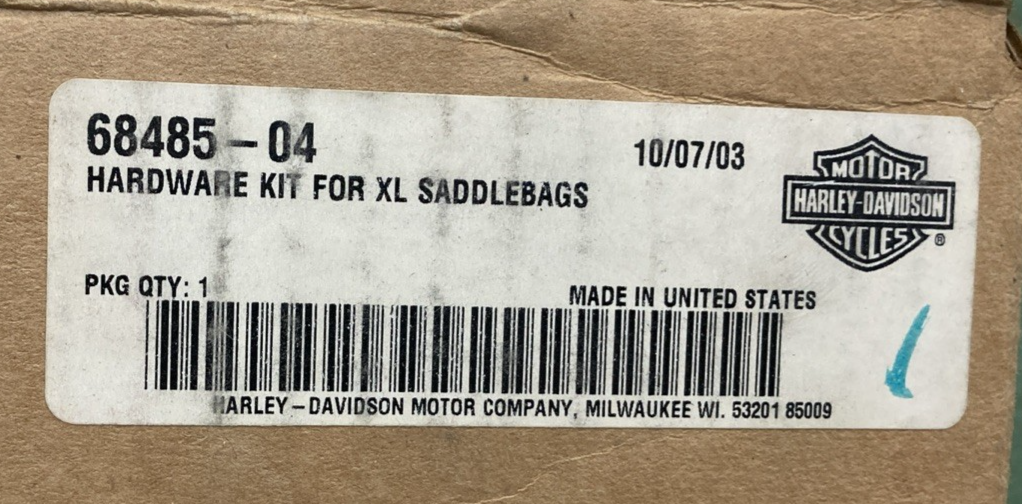 68485-04
10/07/03
HARDWARE KIT FOR XL SADDLEBAGS
MOTOR
HARLEY-DAVIDSON
CYCLES
®
PKG QTY: 1
MADE IN UNITED STATES
HARLEY-DAVIDSON MOTOR COMPANY, MILWAUKEE WI. 53201 85009